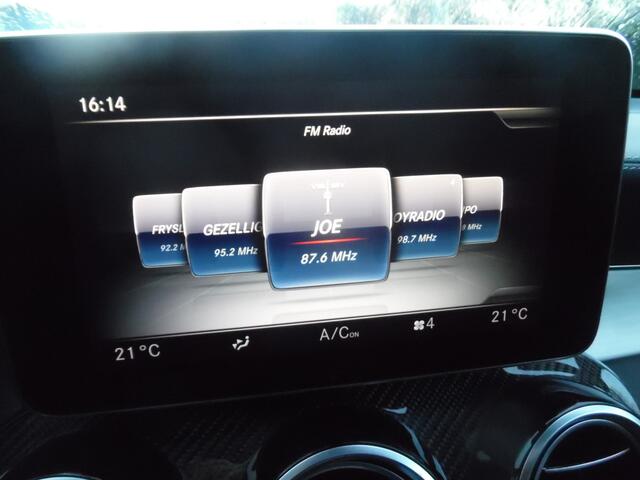 16:14
FM Radio
FRYSL
92.2 M
GEZELLIG
95.2 MHz
JOE
87.6 MHz
OYRADIO
98.7 MHz
PO
MHz
21°C
A/C ON
4
21°C